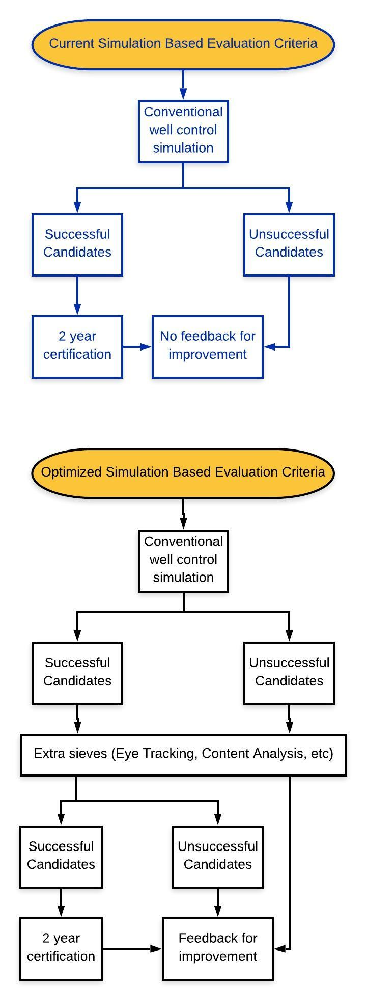 Current Simulation Based Evaluation Criteria
Conventional
well control
simulation
Successful
Candidates
Unsuccessful
Candidates
2 year
certification
No feedback for
improvement
Optimized Simulation Based Evaluation Criteria
Conventional
well control
simulation
Successful
Candidates
Unsuccessful
Candidates
Extra sieves (Eye Tracking, Content Analysis, etc)
Successful
Candidates
Unsuccessful
Candidates
2 year
certification
Feedback for
improvement